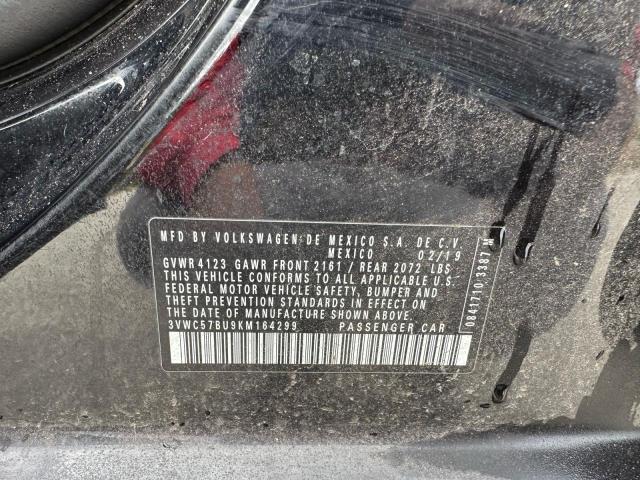 MFD BY VOLKSWAGEN DE MEXICO S.A. DE C.V.
MEXICO 02/19
GVWR 4123 GAWR FRONT 2161 / REAR 2072 LBS
THIS VEHICLE CONFORMS TO ALL APPLICABLE U.S.
FEDERAL MOTOR VEHICLE SAFETY, BUMPER AND
THEFT PREVENTION STANDARDS IN EFFECT ON
THE DATE OF MANUFACTURE SHOWN ABOVE.
3VWC57BU9KM164299 PASSENGER CAR
0841710 3387 M